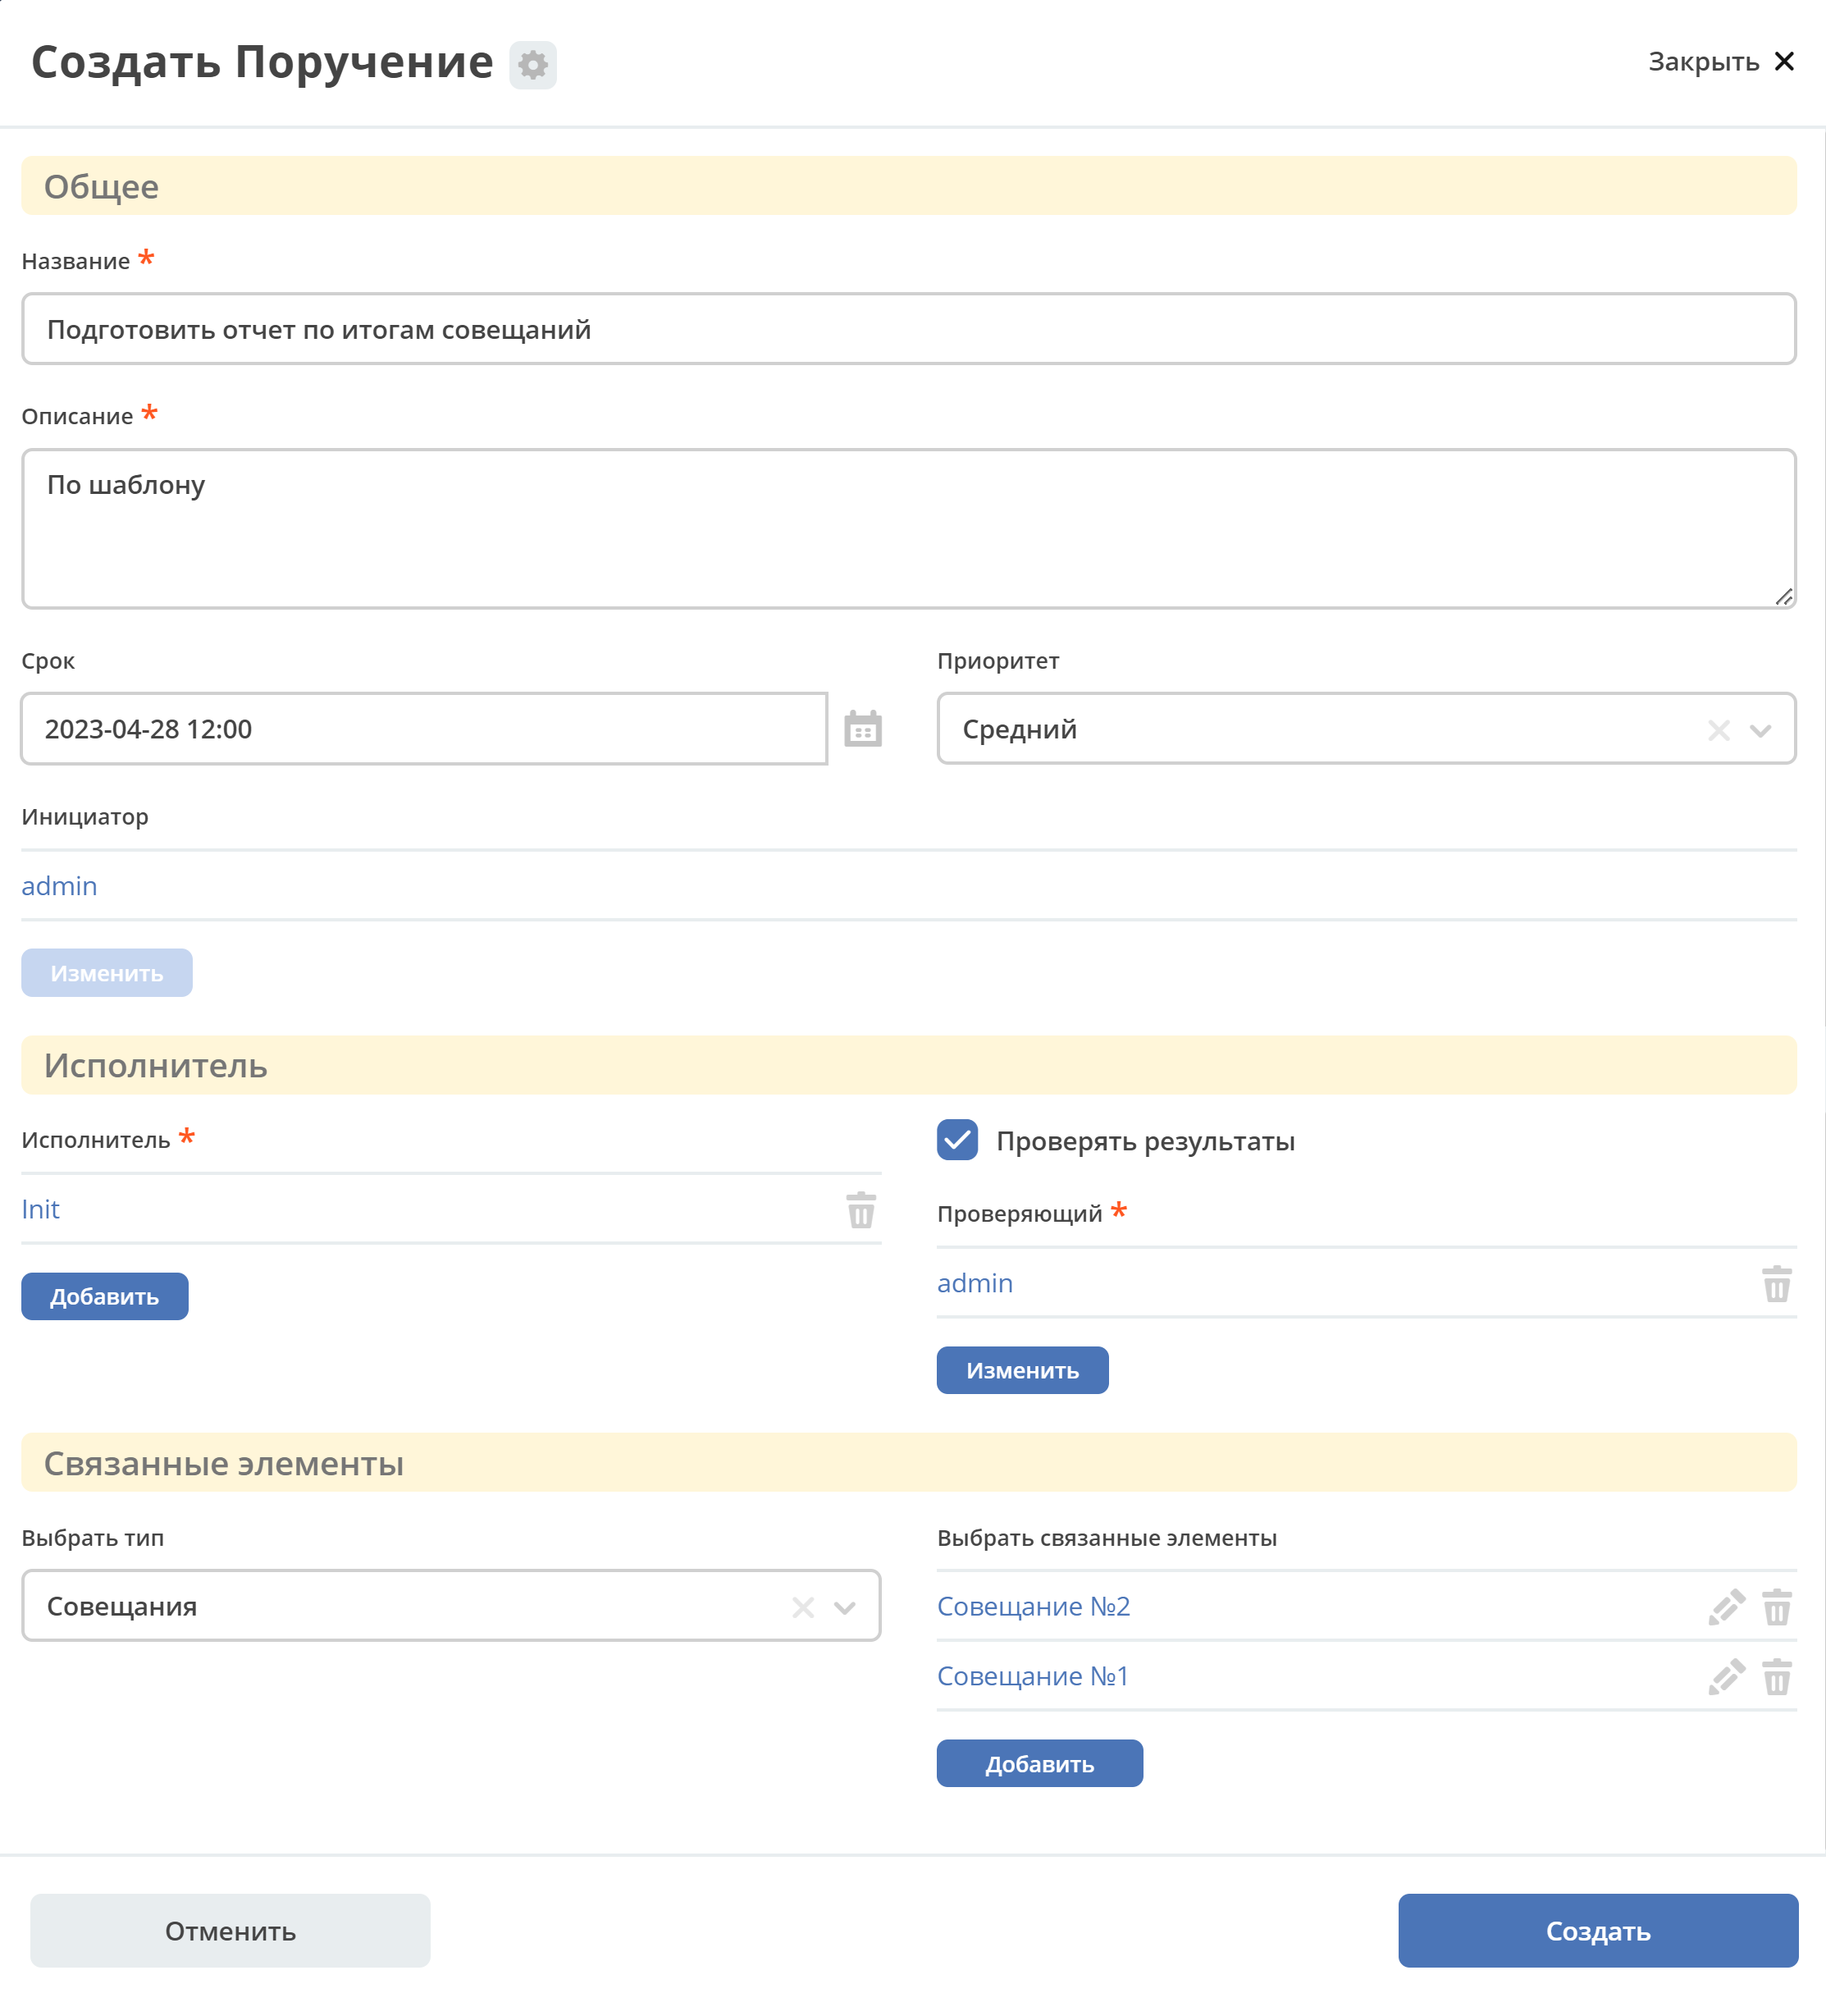 Создать Поручение
Закрыть
Общее
Название *
Подготовить отчет по итогам совещаний
Описание *
По шаблону
Срок
2023-04-28 12:00
Приоритет
Средний
Инициатор
admin
Изменить
Исполнитель
Исполнитель *
Init
Добавить
Проверять результаты
Проверяющий *
admin
Изменить
Связанные элементы
Выбрать тип
Совещания
Выбрать связанные элементы
Совещание №2
Совещание №1
Добавить
Отменить
Создать